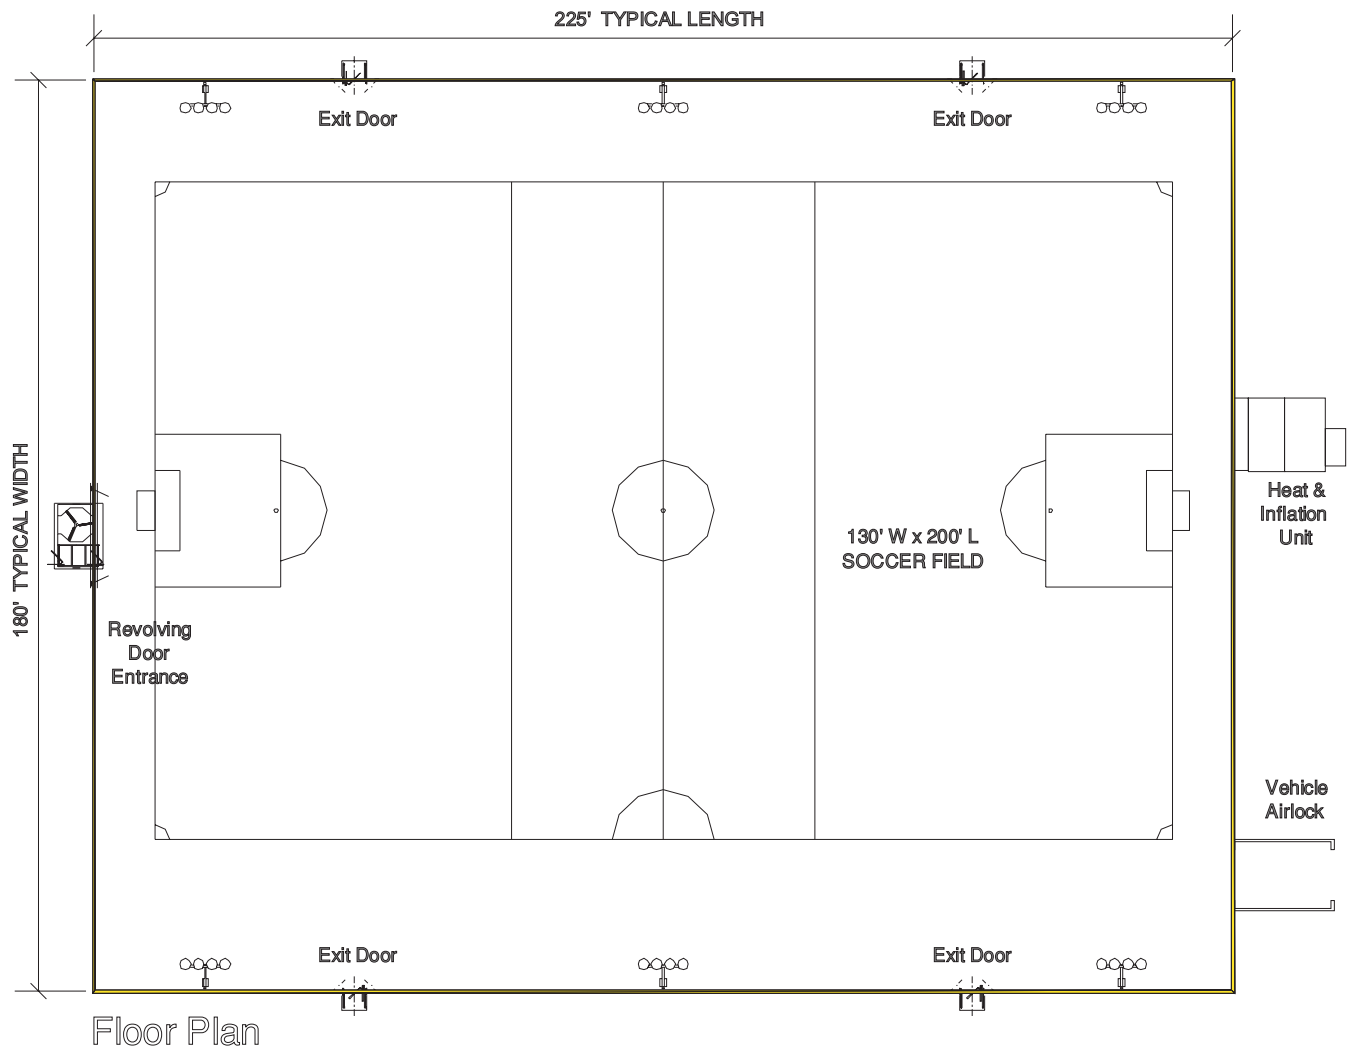 225' TYPICAL LENGTH
Exit Door
Exit Door
180' TYPICAL WIDTH
130' W x 200' L
SOCCER FIELD
Heat &
Inflation
Unit
Revolving
Door
Entrance
Vehicle
Airlock
Exit Door
Exit Door
Floor Plan